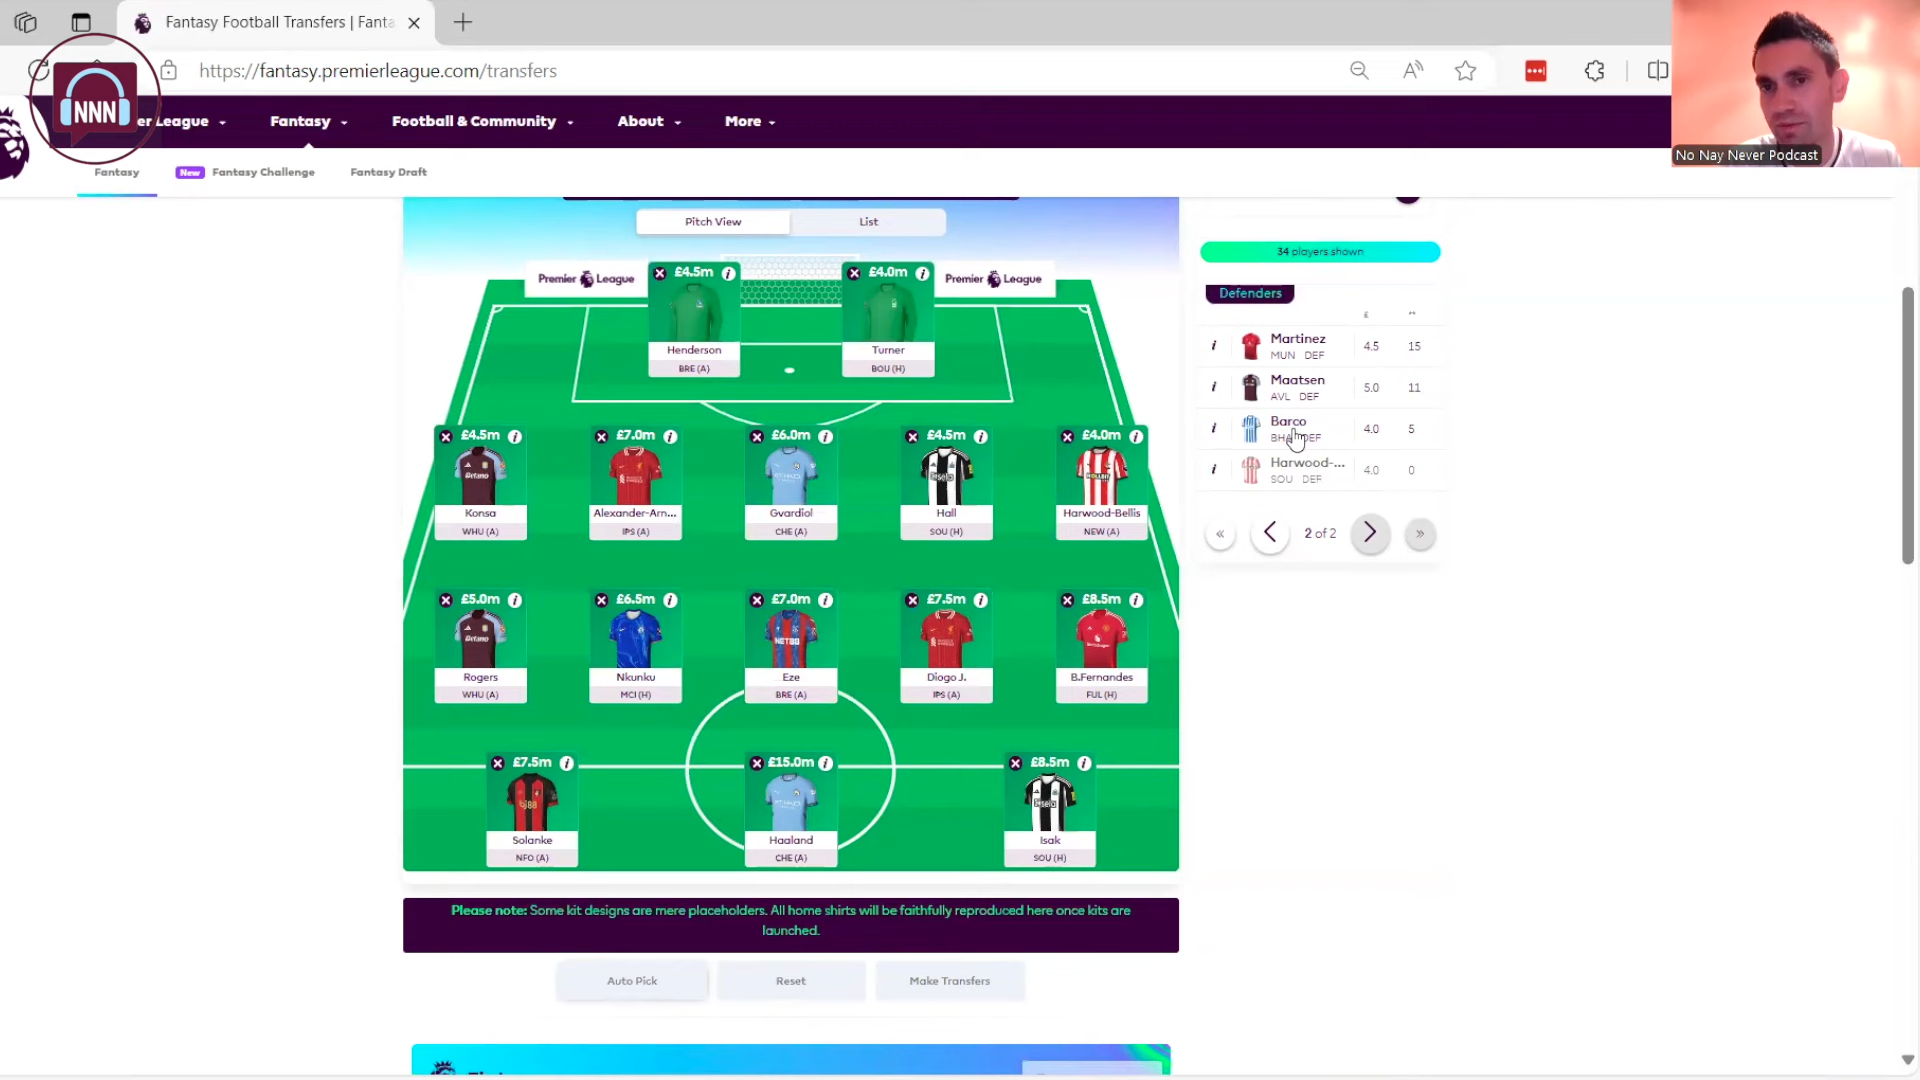 Fantasy Football Transfers | Fanta
https://fantasy.premierleague.com/transfers
NNN
er League
Fantasy
Football & Community
About
More
No Nay Never Podcast
Fantasy
New
Fantasy Challenge
Fantasy Draft
Pitch View
List
34 players shown
Premier League
£4.5m
£4.0m
Premier League
Henderson
Turner
BRE (A)
BOU (H)
Defenders
£
**
Martinez
MUN DEF
4.5
15
Maatsen
AVL DEF
5.0
11
Barco
BHA DEF
4.0
5
Harwood-...
SOU DEF
4.0
0
«
2 of 2
»
£4.5m
£7.0m
£6.0m
£4.5m
£4.0m
Konsa
Alexander-Arn...
Gvardiol
Hall
Harwood-Bellis
WHU (A)
IPS (A)
CHE (A)
SOU (H)
NEW (A)
£5.0m
£6.5m
£7.0m
£7.5m
£8.5m
Rogers
Nkunku
Eze
Diogo J.
B.Fernandes
WHU (A)
MCI (H)
BRE (A)
IPS (A)
FUL (H)
£7.5m
£15.0m
£8.5m
Solanke
Haaland
Isak
NFO (A)
CHE (A)
SOU (H)
Please note: Some kit designs are mere placeholders. All home shirts will be faithfully reproduced here once kits are
launched.
Auto Pick
Reset
Make Transfers